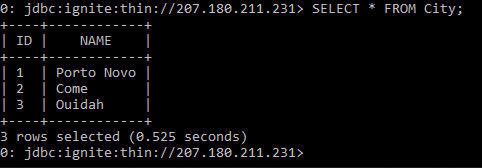 0: jdbc:ignite:thin://207.180.211.231> SELECT * FROM City;
+----+------------+
| ID |    NAME    |
+----+------------+
| 1  | Porto Novo |
| 2  | Come       |
| 3  | Ouidah     |
+----+------------+
3 rows selected (0.525 seconds)
0: jdbc:ignite:thin://207.180.211.231>